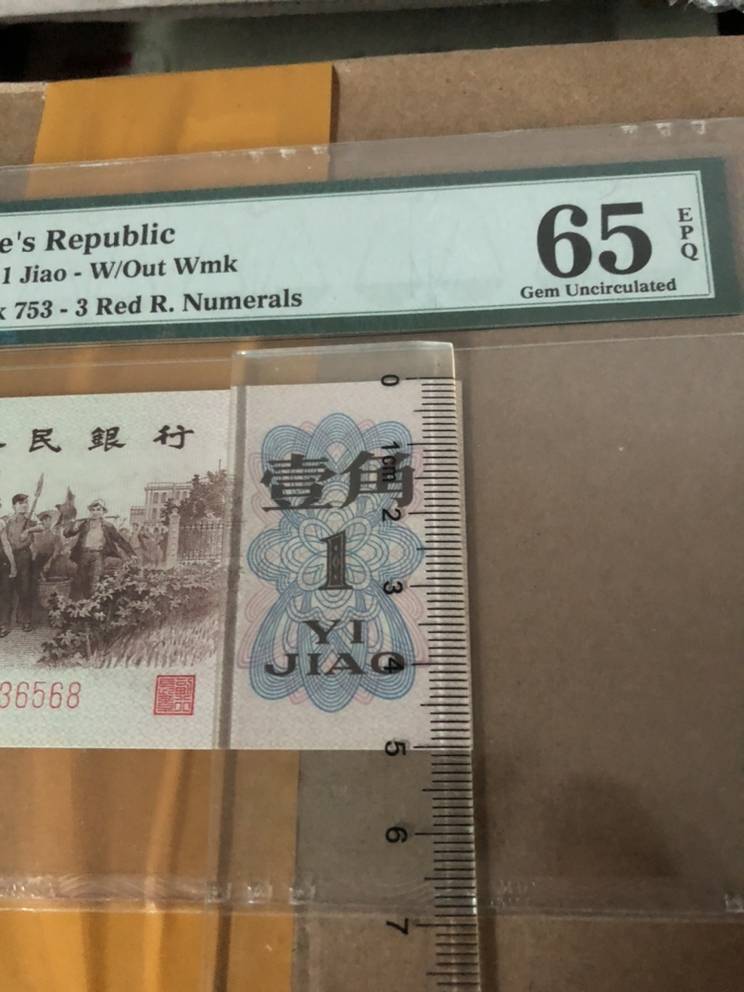 e's Republic
1 Jiao - W/Out Wmk
753 - 3 Red R. Numerals
65
EPQ
Gem Uncirculated
民銀行
壹角
1
YI
JIAO
36568
0
1cm
2
3
4
5
6
7